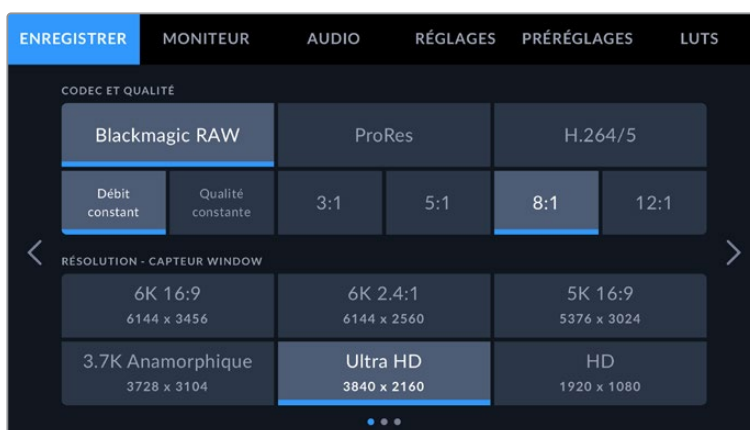 ENREGISTRER MONITEUR AUDIO RÉGLAGES PRÉRÉGLAGES LUTS
CODEC ET QUALITÉ
Blackmagic RAW ProRes H.264/5
Débit constant Qualité constante 3:1 5:1 8:1 12:1
RÉSOLUTION - CAPTEUR WINDOW
6K 16:9 6K 2.4:1 5K 16:9
6144 x 3456 6144 x 2560 5376 x 3024
3.7K Anamorphique Ultra HD HD
3728 x 3104 3840 x 2160 1920 x 1080